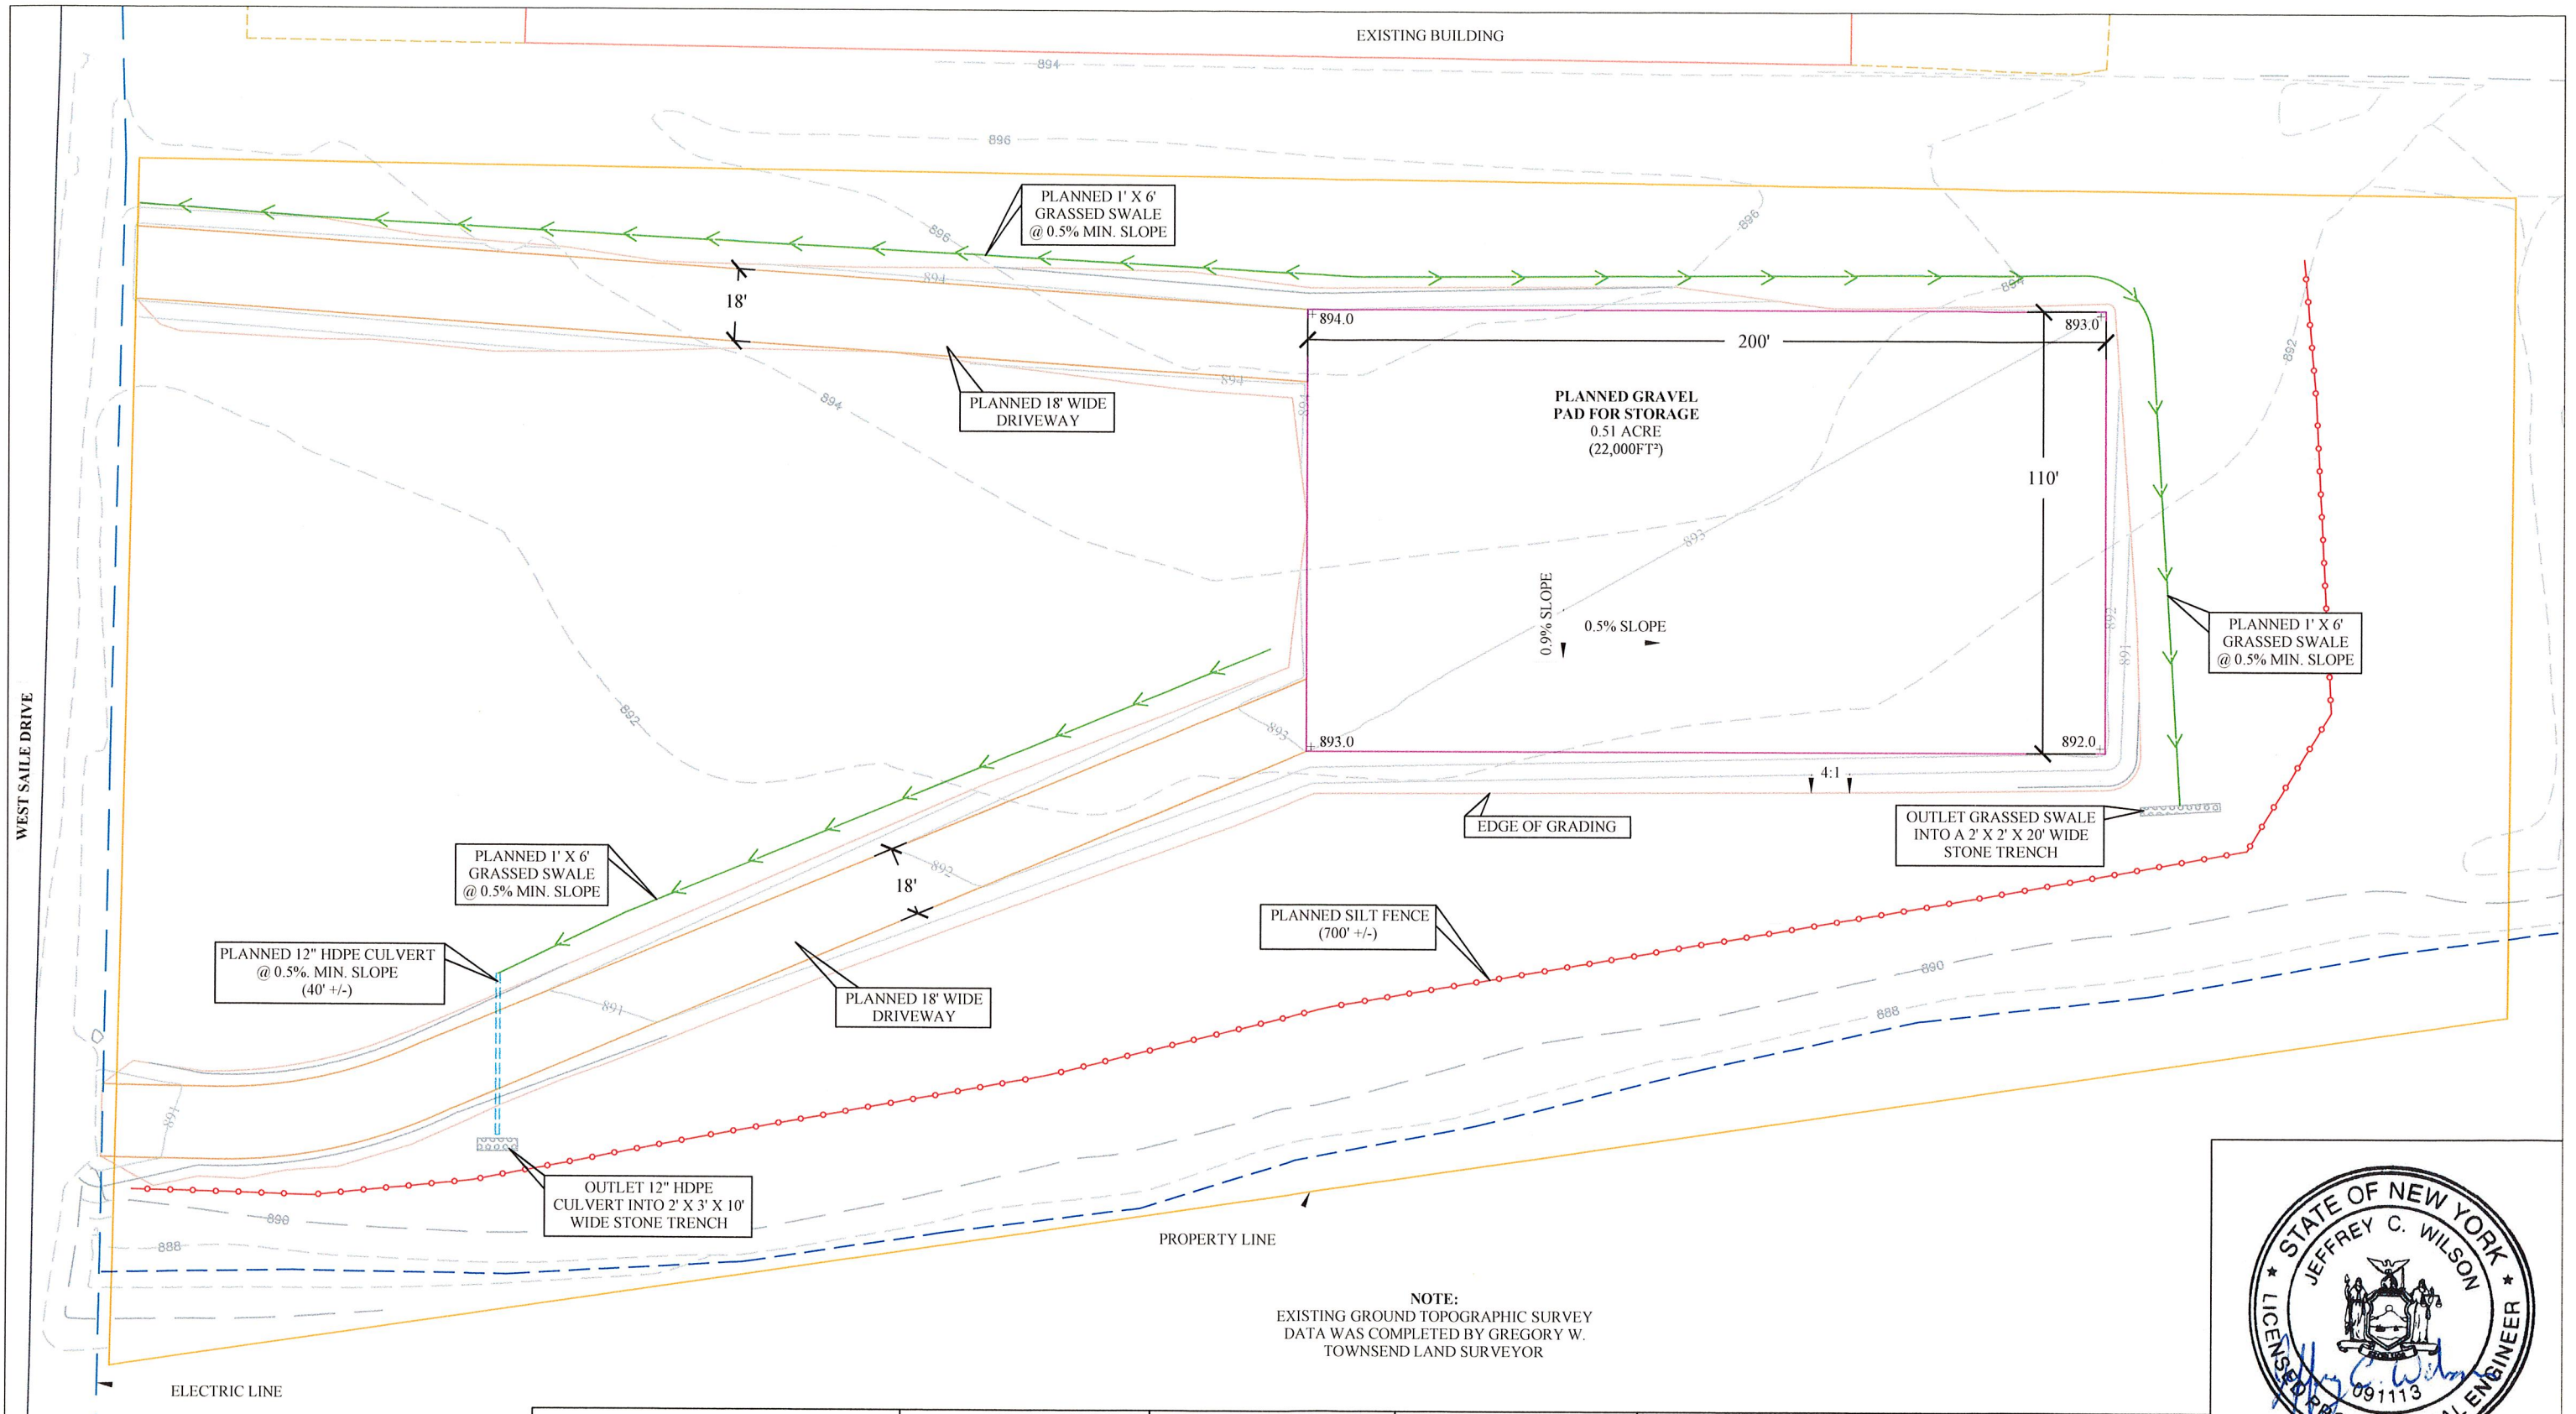 EXISTING BUILDING
894
896
PLANNED 1' X 6'
GRASSED SWALE
@ 0.5% MIN. SLOPE
896
896
894
894
18'
894.0
893.0
200'
892
894
894
894
PLANNED 18' WIDE
DRIVEWAY
PLANNED GRAVEL
PAD FOR STORAGE
0.51 ACRE
(22,000FT²)
110'
893
0.9% SLOPE
0.5% SLOPE
892
891
PLANNED 1' X 6'
GRASSED SWALE
@ 0.5% MIN. SLOPE
WEST SAILE DRIVE
892
893
893.0
892.0
4:1
EDGE OF GRADING
OUTLET GRASSED SWALE
INTO A 2' X 2' X 20' WIDE
STONE TRENCH
PLANNED 1' X 6'
GRASSED SWALE
@ 0.5% MIN. SLOPE
892
18'
PLANNED SILT FENCE
(700' +/-)
PLANNED 12" HDPE CULVERT
@ 0.5%. MIN. SLOPE
(40' +/-)
890
891
PLANNED 18' WIDE
DRIVEWAY
888
891
OUTLET 12" HDPE
CULVERT INTO 2' X 3' X 10'
WIDE STONE TRENCH
890
888
PROPERTY LINE
NOTE:
EXISTING GROUND TOPOGRAPHIC SURVEY
DATA WAS COMPLETED BY GREGORY W.
TOWNSEND LAND SURVEYOR
ELECTRIC LINE
STATE OF NEW YORK
JEFFREY C. WILSON
LICENSED
ENGINEER
091113